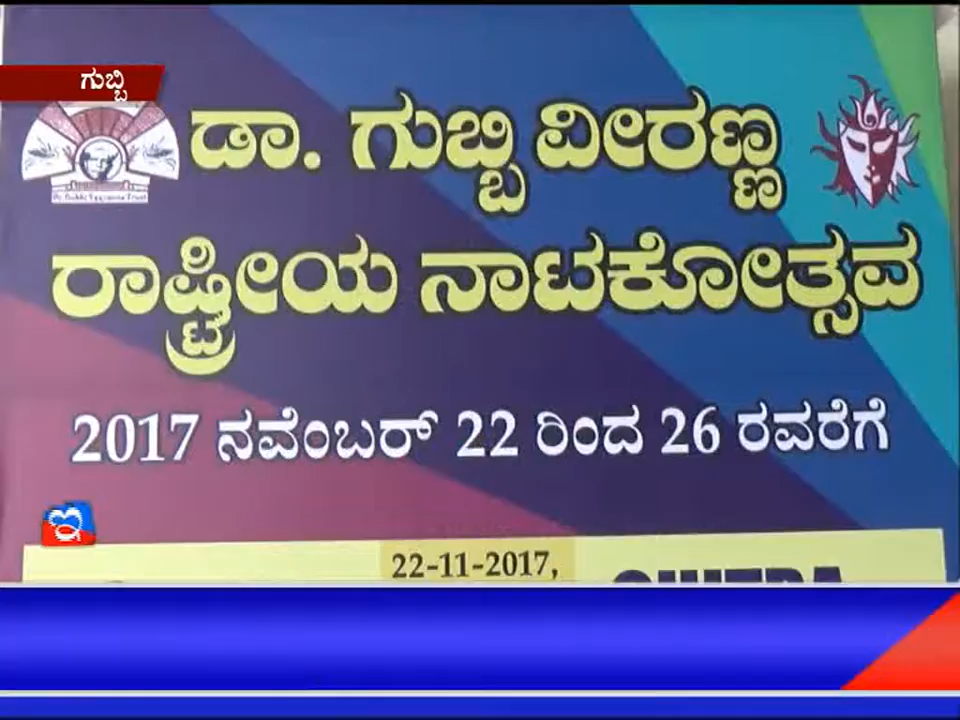 ಗುಬ್ಬಿ
ಡಾ. ಗುಬ್ಬಿ ವೀರಣ್ಣ
ರಾಷ್ಟ್ರೀಯ ನಾಟಕೋತ್ಸವ
2017 ನವೆಂಬರ್ 22 ರಿಂದ 26 ರವರೆಗೆ
22-11-2017,